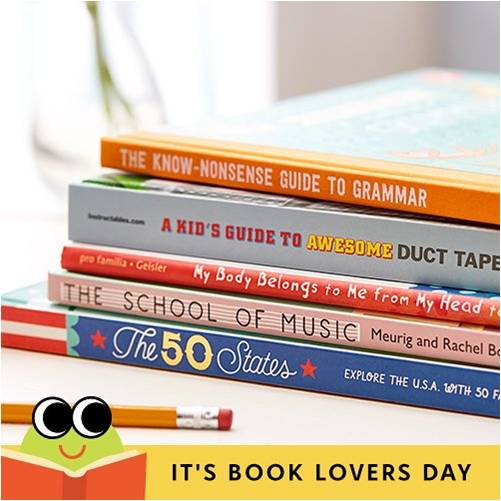 THE KNOW-NONSENSE GUIDE TO GRAMMAR
instructables.com A KID'S GUIDE TO AWESOME DUCT TAPE
pro familia • Geisler My Body Belongs to Me from My Head to
THE SCHOOL OF MUSIC Meurig and Rachel Bo
The 50 States EXPLORE THE U.S.A. WITH 50 FA
IT'S BOOK LOVERS DAY